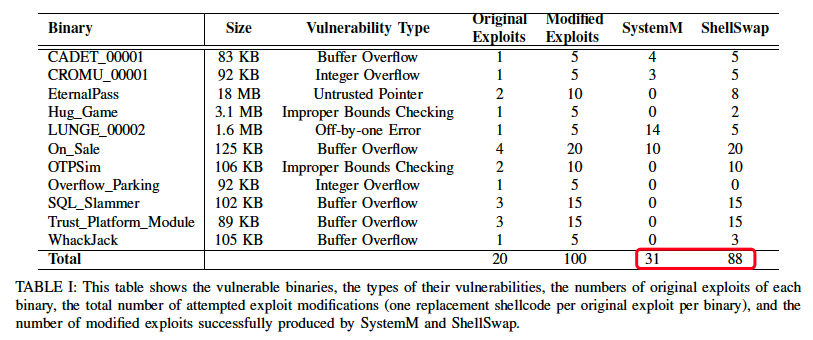 Binary Size Vulnerability Type Original Exploits Modified Exploits SystemM ShellSwap
CADET_00001 83 KB Buffer Overflow 1 5 4 5
CROMU_00001 92 KB Integer Overflow 1 5 3 5
EternalPass 18 MB Untrusted Pointer 2 10 0 8
Hug_Game 3.1 MB Improper Bounds Checking 1 5 0 2
LUNGE_00002 1.6 MB Off-by-one Error 1 5 14 5
On_Sale 125 KB Buffer Overflow 4 20 10 20
OTPSim 106 KB Improper Bounds Checking 2 10 0 10
Overflow_Parking 92 KB Integer Overflow 1 5 0 0
SQL_Slammer 102 KB Buffer Overflow 3 15 0 15
Trust_Platform_Module 89 KB Buffer Overflow 3 15 0 15
WhackJack 105 KB Buffer Overflow 1 5 0 3
Total 20 100 31 88
TABLE I: This table shows the vulnerable binaries, the types of their vulnerabilities, the numbers of original exploits of each
binary, the total number of attempted exploit modifications (one replacement shellcode per original exploit per binary), and the
number of modified exploits successfully produced by SystemM and ShellSwap.